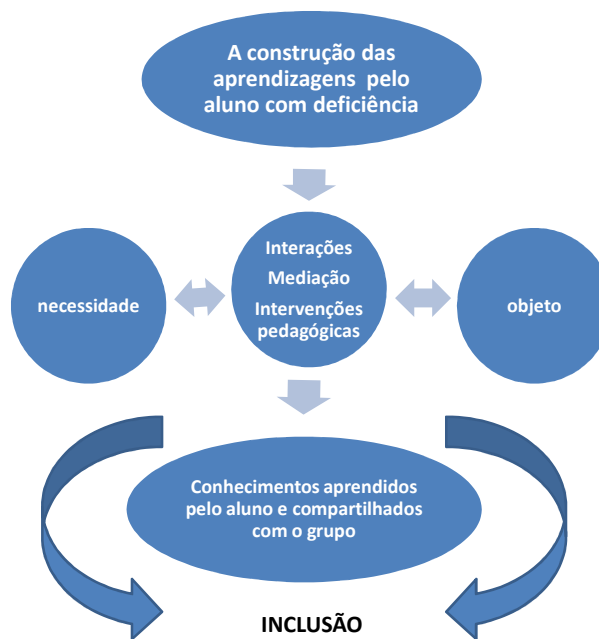 A construção das
aprendizagens pelo
aluno com deficiência
Interações
Mediação
Intervenções
pedagógicas
necessidade
objeto
Conhecimentos aprendidos
pelo aluno e compartilhados
com o grupo
INCLUSÃO